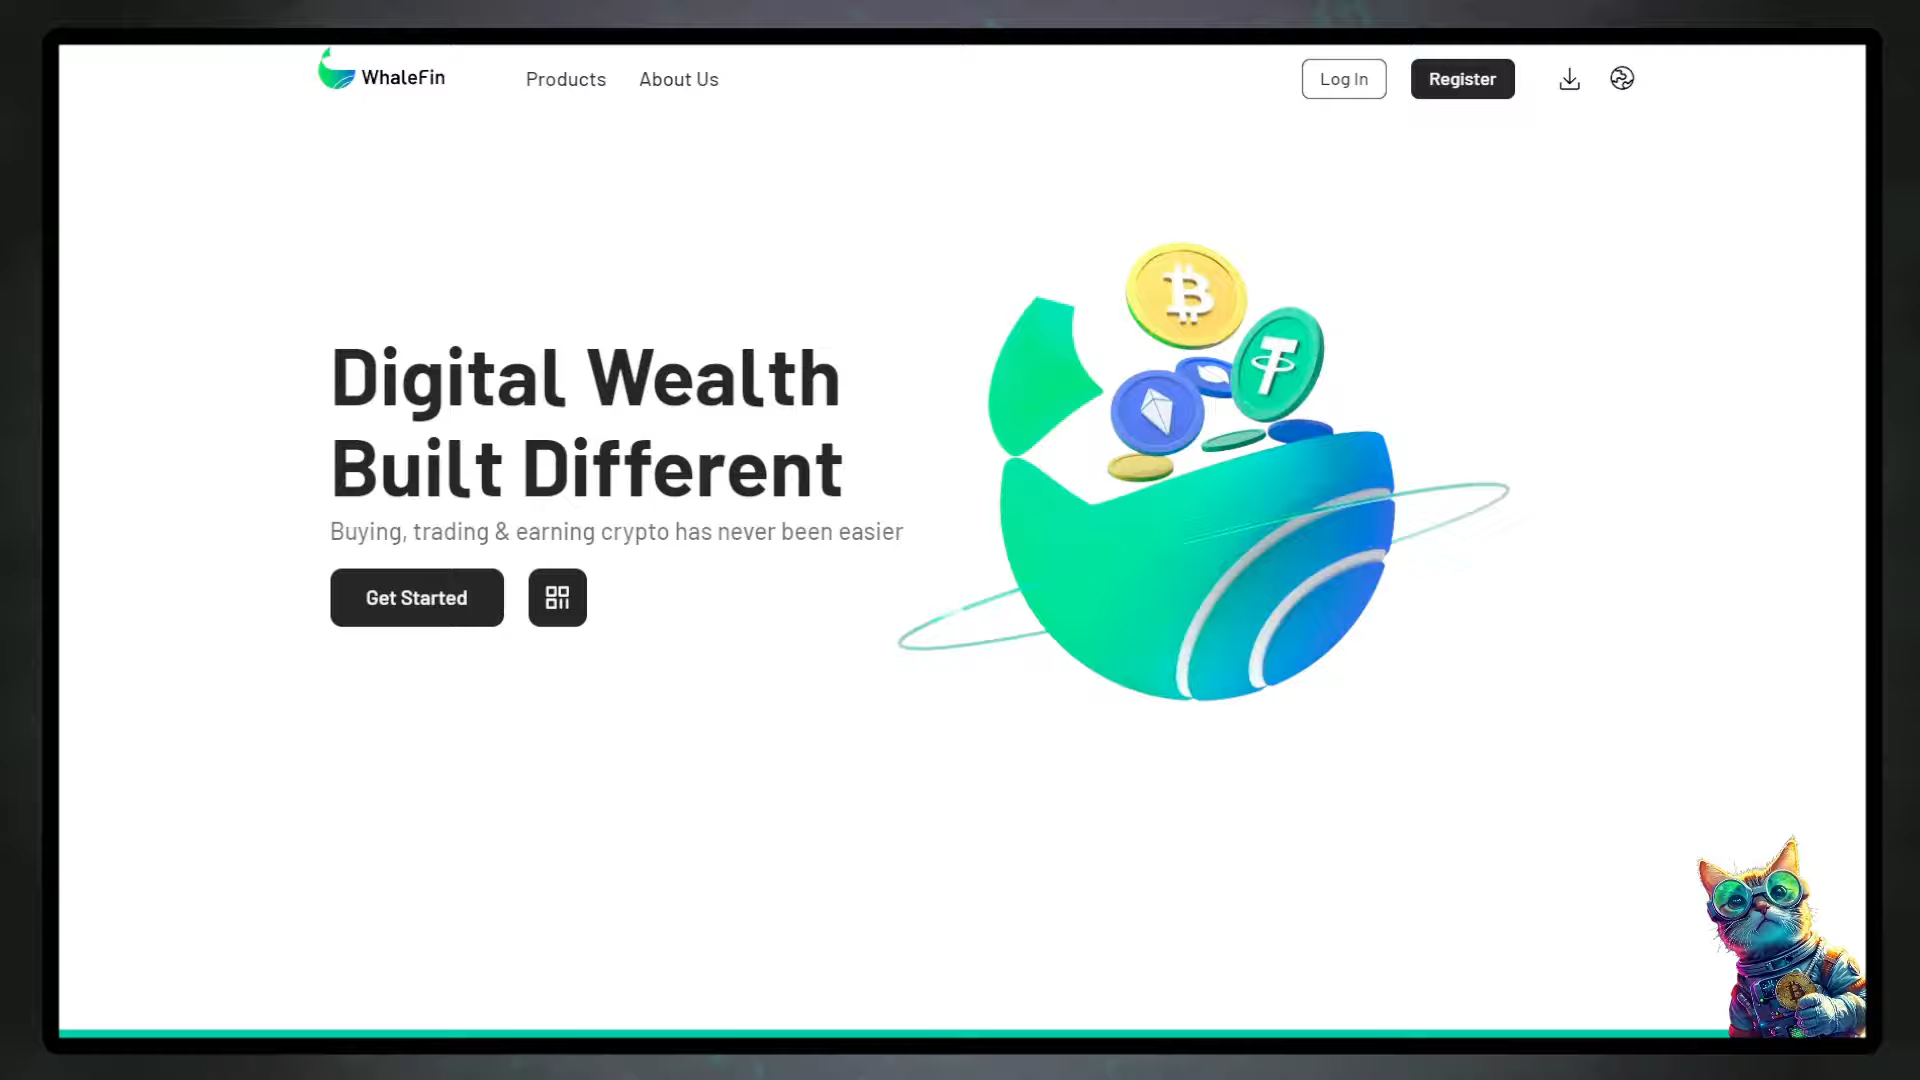 WhaleFin
Products
About Us
Log In
Register
Digital Wealth
Built Different
Buying, trading & earning crypto has never been easier
Get Started